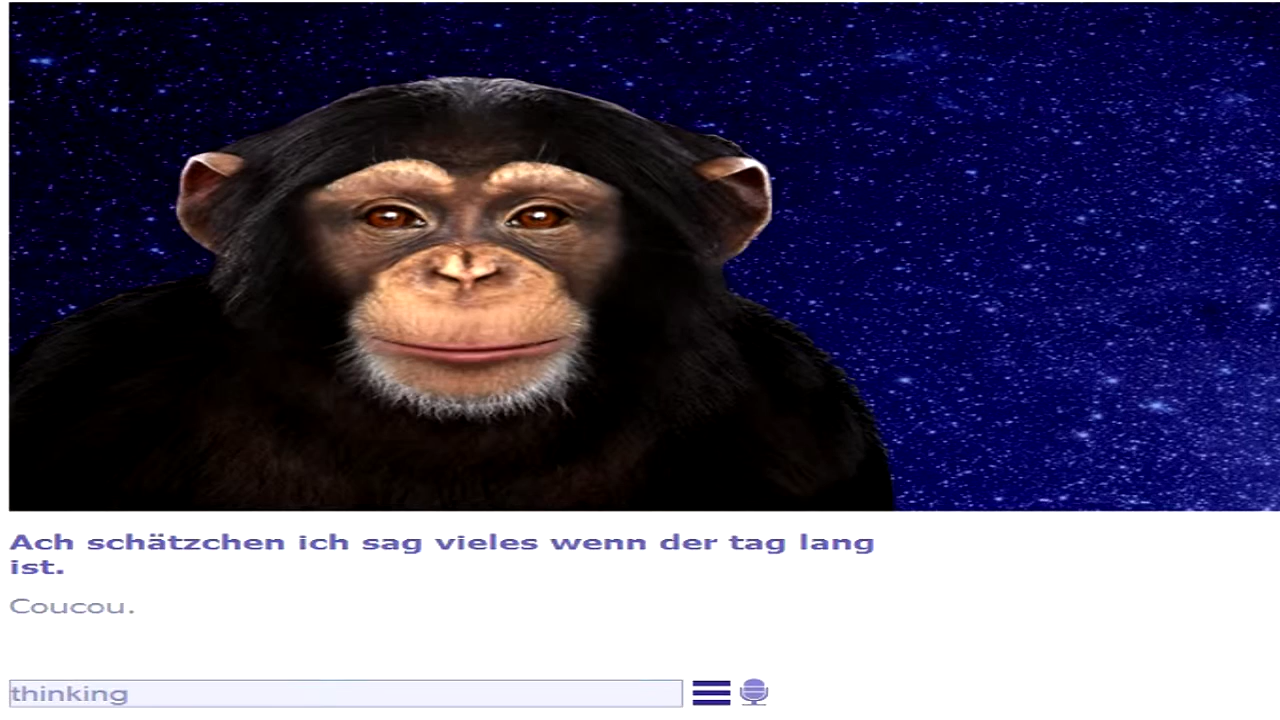 Ach schätzchen ich sag vieles wenn der tag lang
ist.
Coucou.
thinking